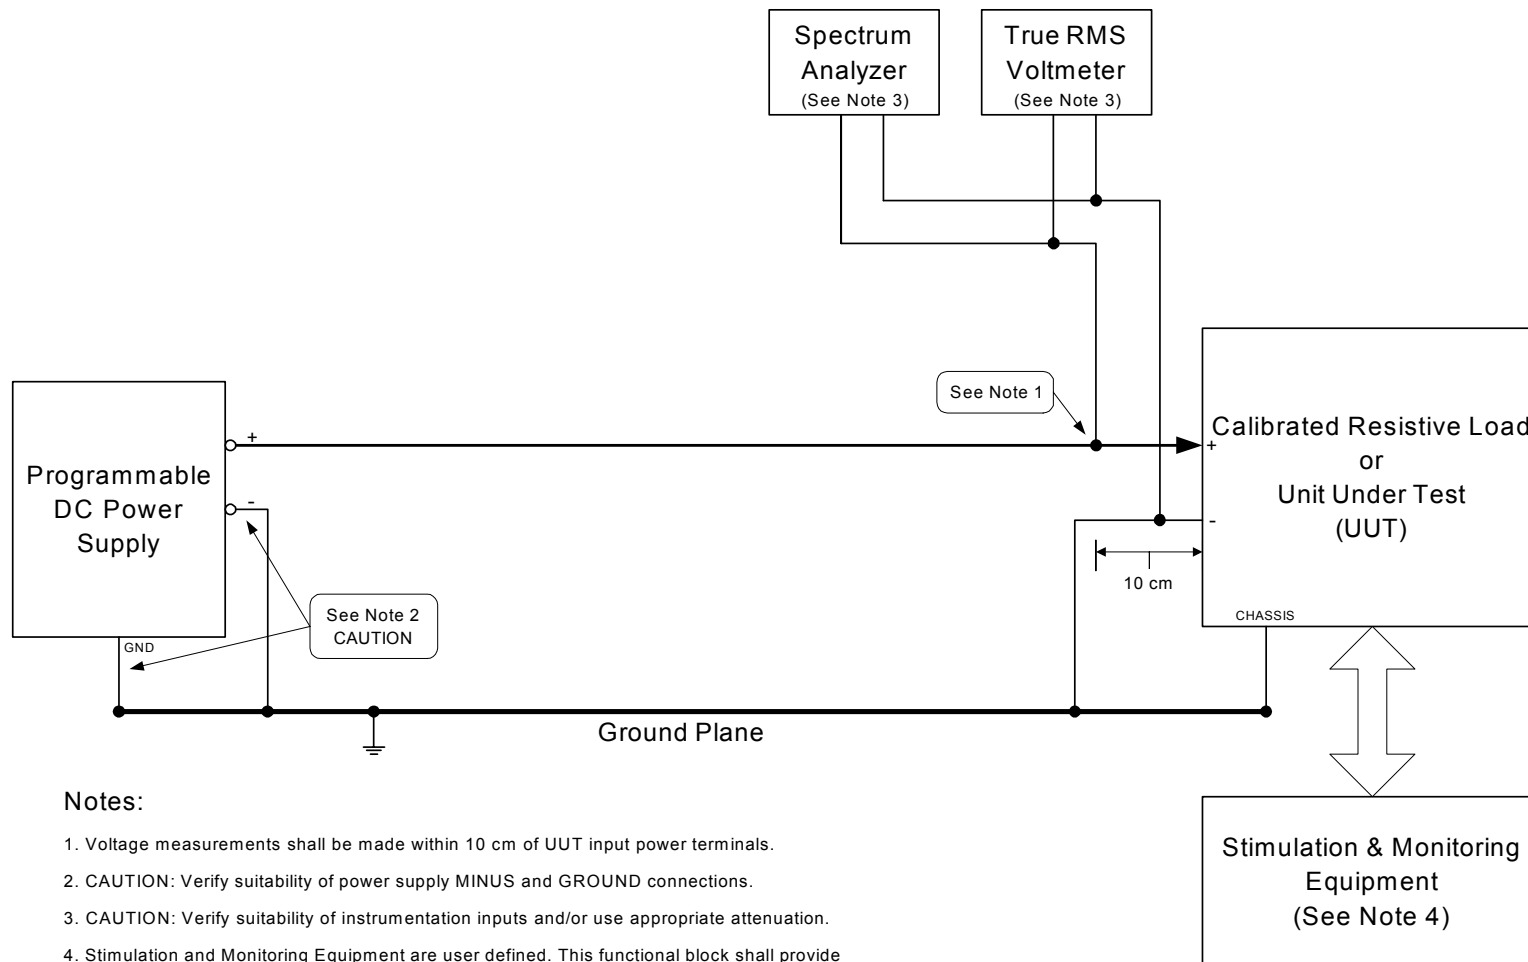 Spectrum
Analyzer
(See Note 3)
True RMS
Voltmeter
(See Note 3)
See Note 1
Programmable
DC Power
Supply
+
-
GND
See Note 2
CAUTION
+
-
Calibrated Resistive Load
or
Unit Under Test
(UUT)
10 cm
CHASSIS
Ground Plane
Notes:
1. Voltage measurements shall be made within 10 cm of UUT input power terminals.
2. CAUTION: Verify suitability of power supply MINUS and GROUND connections.
3. CAUTION: Verify suitability of instrumentation inputs and/or use appropriate attenuation.
4. Stimulation and Monitoring Equipment are user defined. This functional block shall provide
Stimulation & Monitoring
Equipment
(See Note 4)